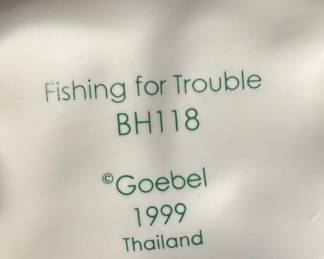 Fishing for Trouble
BH118
©Goebel
1999
Thailand